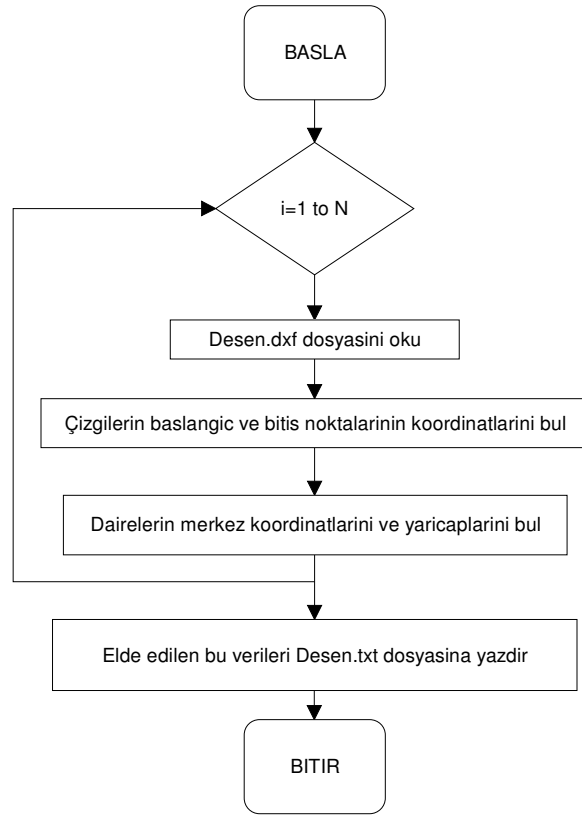 BASLA
i=1 to N
Desen.dxf dosyasini oku
Çizgilerin baslangic ve bitis noktalarinin koordinatlarini bul
Dairelerin merkez koordinatlarini ve yaricaplarini bul
Elde edilen bu verileri Desen.txt dosyasina yazdir
BITIR